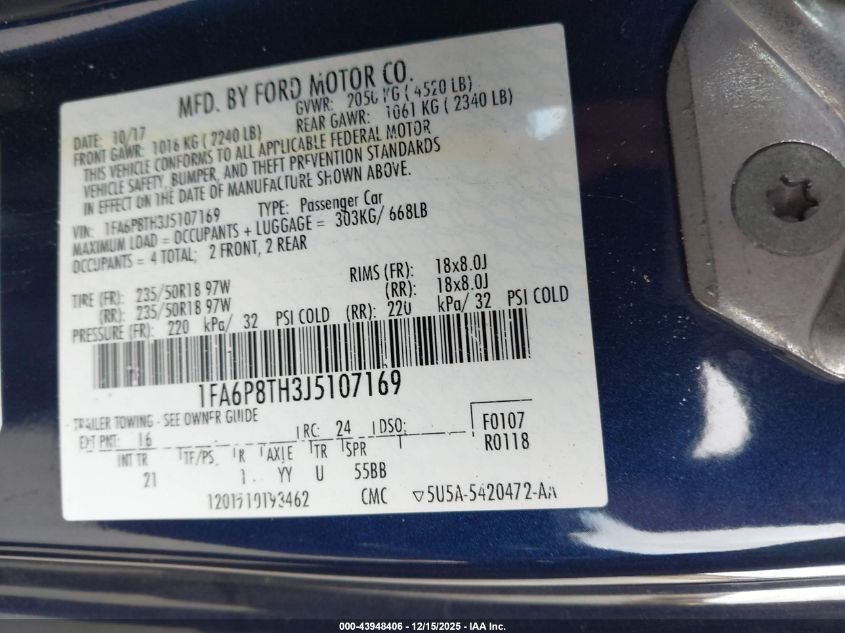 MFD. BY FORD MOTOR CO.
DATE: 10/17 GVWR: 2050 KG ( 4520 LB)
FRONT GAWR: 1016 KG ( 2240 LB) REAR GAWR: 1061 KG ( 2340 LB)
THIS VEHICLE CONFORMS TO ALL APPLICABLE FEDERAL MOTOR
VEHICLE SAFETY, BUMPER, AND THEFT PREVENTION STANDARDS
IN EFFECT ON THE DATE OF MANUFACTURE SHOWN ABOVE.
VIN: 1FA6P8TH3J5107169 TYPE: Passenger Car
MAXIMUM LOAD = OCCUPANTS + LUGGAGE = 303KG/ 668LB
OCCUPANTS = 4 TOTAL; 2 FRONT, 2 REAR
TIRE (FR): 235/50R18 97W RIMS (FR): 18x8.0J
(RR): 235/50R18 97W (RR): 18x8.0J
PRESSURE (FR): 220 kPa/ 32 PSI COLD (RR): 220 kPa/ 32 PSI COLD
1FA6P8TH3J5107169
TRAILER TOWING - SEE OWNER GUIDE
EXT PNT: 16 RC: 24 DSO: F0107
R0118
INT TR TF/PS R AXLE TR SPR
21 YY U 55BB
CMC 5U5A-5420472-AA
000-43948406 - 12/15/2025 - IAA Inc.